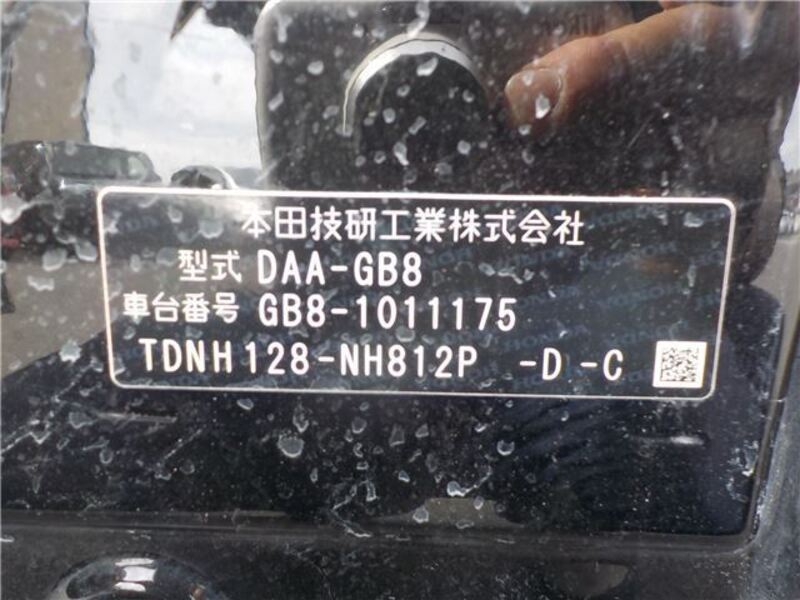 本田技研工業株式会社
型式 DAA-GB8
車台番号 GB8-1011175
TDNH128-NH812P -D -C